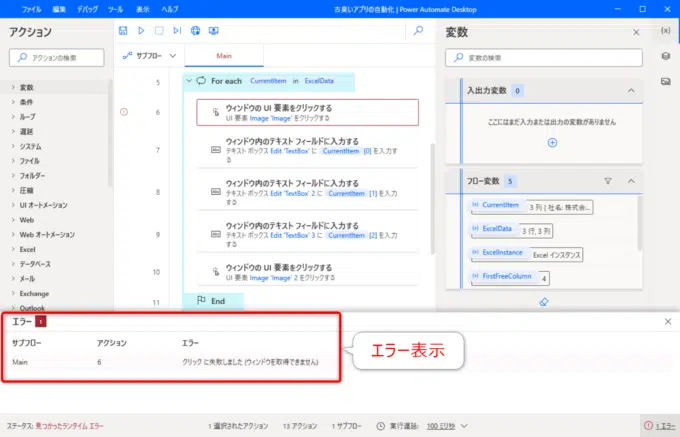 ファイル 編集 デバッグ ツール 表示 ヘルプ
古臭いアプリの自動化 | Power Automate Desktop
アクション
アクションの検索
変数
条件
ループ
遅延
システム
ファイル
フォルダー
圧縮
UI オートメーション
Web
Web オートメーション
Excel
データベース
メール
Exchange
Outlook
サブフロー
Main
5 For each CurrentItem in ExcelData
6 ウィンドウの UI 要素をクリックする
UI 要素 Image 'Image' をクリックする
7 ウィンドウ内のテキスト フィールドに入力する
テキスト ボックス Edit 'TextBox' に CurrentItem [0] を入力す
る
8 ウィンドウ内のテキスト フィールドに入力する
テキスト ボックス Edit 'TextBox' 2 に CurrentItem [1] を入力
する
9 ウィンドウ内のテキスト フィールドに入力する
テキスト ボックス Edit 'TextBox' 3 に CurrentItem [2] を入力
する
10 ウィンドウの UI 要素をクリックする
UI 要素 Image 'Image' 2 をクリックする
11 End
変数
{x}
変数の検索
入出力変数 0
ここにはまだ入力または出力の変数がありません
フロー変数 5
(x) CurrentItem 3 列 { 社名: 株式会...
(x) ExcelData 3 行, 3 列
(x) ExcelInstance Excel インスタンス
(x) FirstFreeColumn 4
エラー 1
サブフロー アクション エラー
Main 6 クリック に失敗しました (ウィンドウを取得できません)
エラー表示
ステータス: 見つかったランタイム エラー
1 選択されたアクション
13 アクション
1 サブフロー
実行遅延: 100 ミリ秒
1 エラー